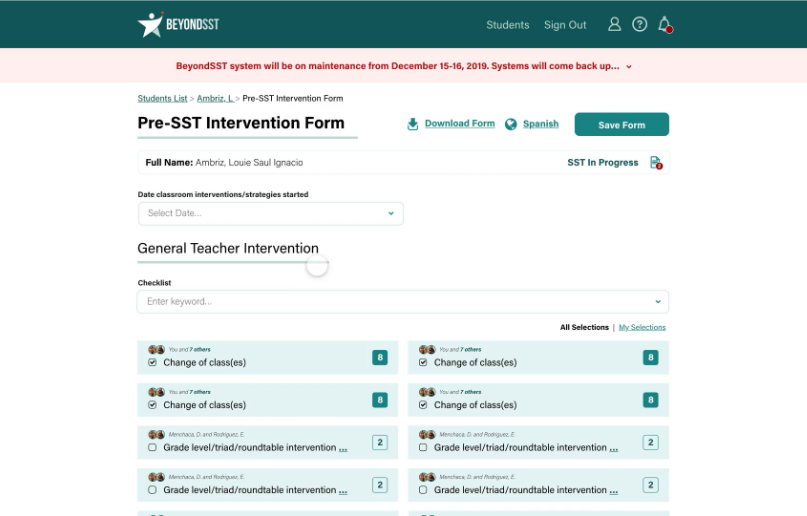 BEYONDSST
Students Sign Out
BeyondSST system will be on maintenance from December 15-16, 2019. Systems will come back up...
Students List > Ambriz, L > Pre-SST Intervention Form
Pre-SST Intervention Form
Download Form Spanish Save Form
Full Name: Ambriz, Louie Saul Ignacio SST In Progress 2
Date classroom interventions/strategies started
Select Date...
General Teacher Intervention
Checklist
Enter keyword...
All Selections | My Selections
You and 7 others
Change of class(es) 8
You and 7 others
Change of class(es) 8
You and 7 others
Change of class(es) 8
You and 7 others
Change of class(es) 8
Menchaca, D. and Rodriguez, E.
Grade level/triad/roundtable intervention ... 2
Menchaca, D. and Rodriguez, E.
Grade level/triad/roundtable intervention ... 2
Menchaca, D. and Rodriguez, E.
Grade level/triad/roundtable intervention ... 2
Menchaca, D. and Rodriguez, E.
Grade level/triad/roundtable intervention ... 2